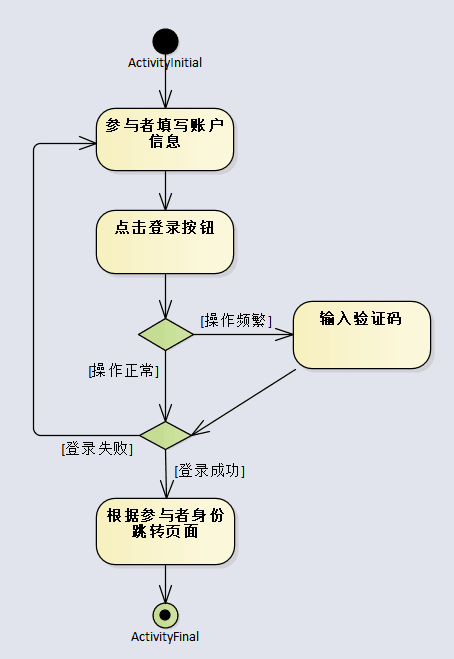 ActivityInitial
参与者填写账户
信息
点击登录按钮
[操作频繁]
输入验证码
[操作正常]
[登录失败]
[登录成功]
根据参与者身份
跳转页面
ActivityFinal